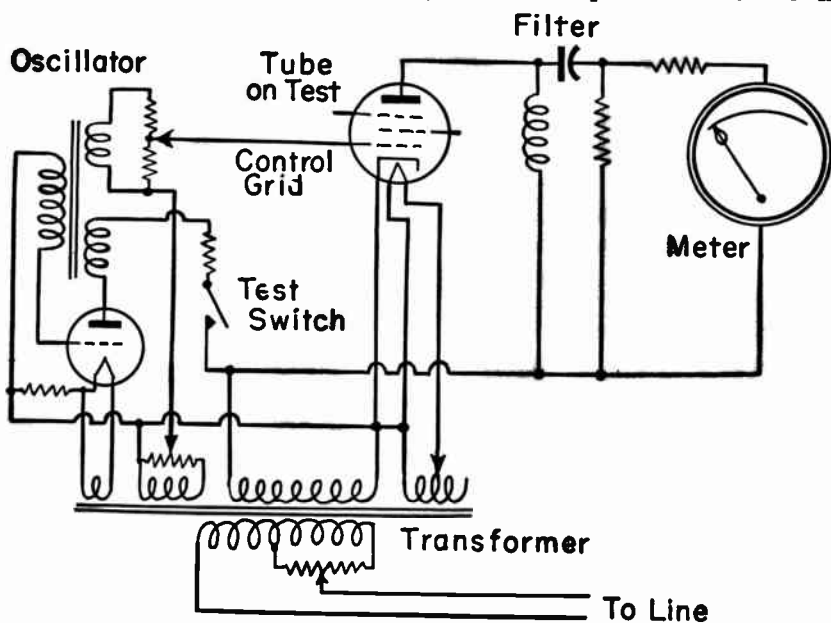 Filter
Oscillator
Tube
on Test
Control
Grid
Meter
Test
Switch
Transformer
To Line